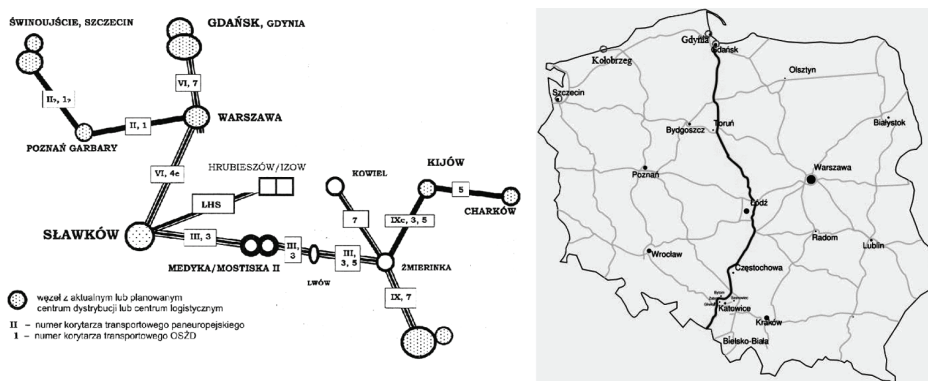 ŚWINOUJŚCIE, SZCZECIN
GDAŃSK, GDYNIA
VI, 7
II, 1
WARSZAWA
POZNAŃ GARBARY
VI, 4e
HRUBIESZÓW/IZOW
KOWIEL
KIJÓW
5
LHS
CHARKÓW
7
IXc, 3, 5
SŁAWKÓW
III, 3
III, 3
III, 3, 5
MEDYKA/MOSTISKA II
LWÓW
ŻMIERINKA
IX, 7
węzeł z aktualnym lub planowanym
centrum dystrybucji lub centrum logistycznym
II – numer korytarza transportowego paneuropejskiego
1 – numer korytarza transportowego OSŻD
Gdynia
Gdańsk
Kołobrzeg
Olsztyn
Szczecin
Toruń
Bydgoszcz
Białystok
Warszawa
Poznań
Łódź
Radom
Lublin
Wrocław
Częstochowa
Katowice
Kraków
Bielsko-Biała